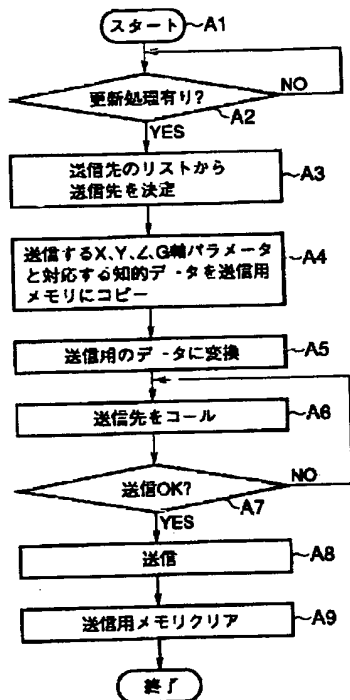 スタート A1
更新処理有り? NO
A2
YES
送信先のリストから A3
送信先を決定
送信するX、Y、Z、G軸パラメータ
と対応する知的データを送信用 A4
メモリにコピー
送信用のデータに変換 A5
送信先をコール A6
送信OK? NO
A7
YES
送信 A8
送信用メモリクリア A9
終了